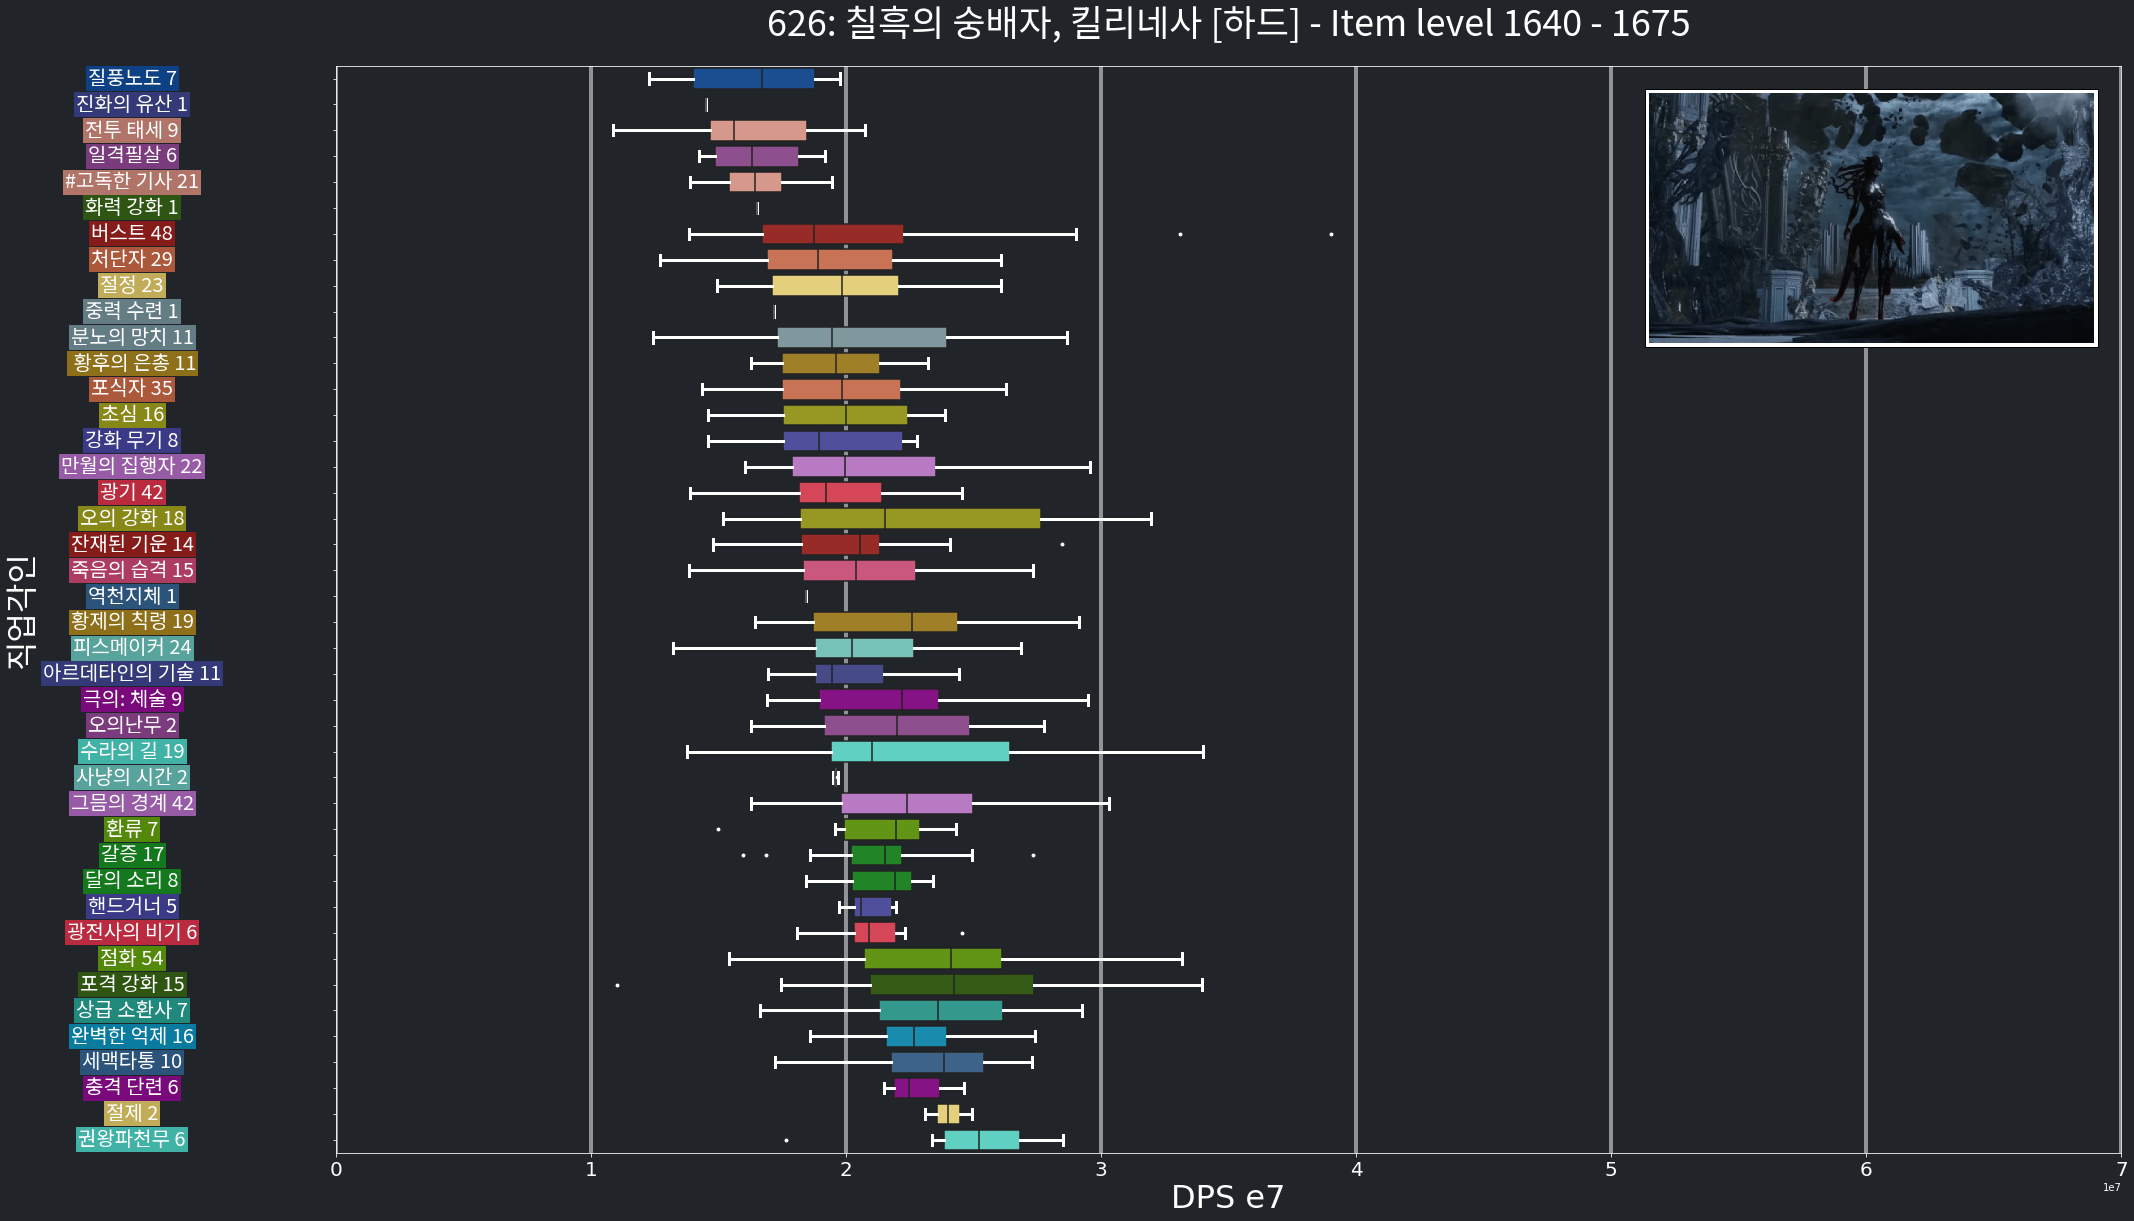 626: 칠흑의 숭배자, 킬리네사 [하드] - Item level 1640 - 1675
질풍노도 7
진화의 유산 1
전투 태세 9
일격필살 6
#고독한 기사 21
화력 강화 1
버스트 48
처단자 29
절정 23
중력 수련 1
분노의 망치 11
황후의 은총 11
포식자 35
초심 16
강화 무기 8
만월의 집행자 22
광기 42
오의 강화 18
잔재된 기운 14
죽음의 습격 15
역천지체 1
황제의 칙령 19
피스메이커 24
아르데타인의 기술 11
극의: 체술 9
오의난무 2
수라의 길 19
사냥의 시간 2
그믐의 경계 42
환류 7
갈증 17
달의 소리 8
핸드거너 5
광전사의 비기 6
점화 54
포격 강화 15
상급 소환사 7
완벽한 억제 16
세맥타통 10
충격 단련 6
절제 2
권왕파천무 6
직업각인
0 1 2 3 4 5 6 7
1e7
DPS e7